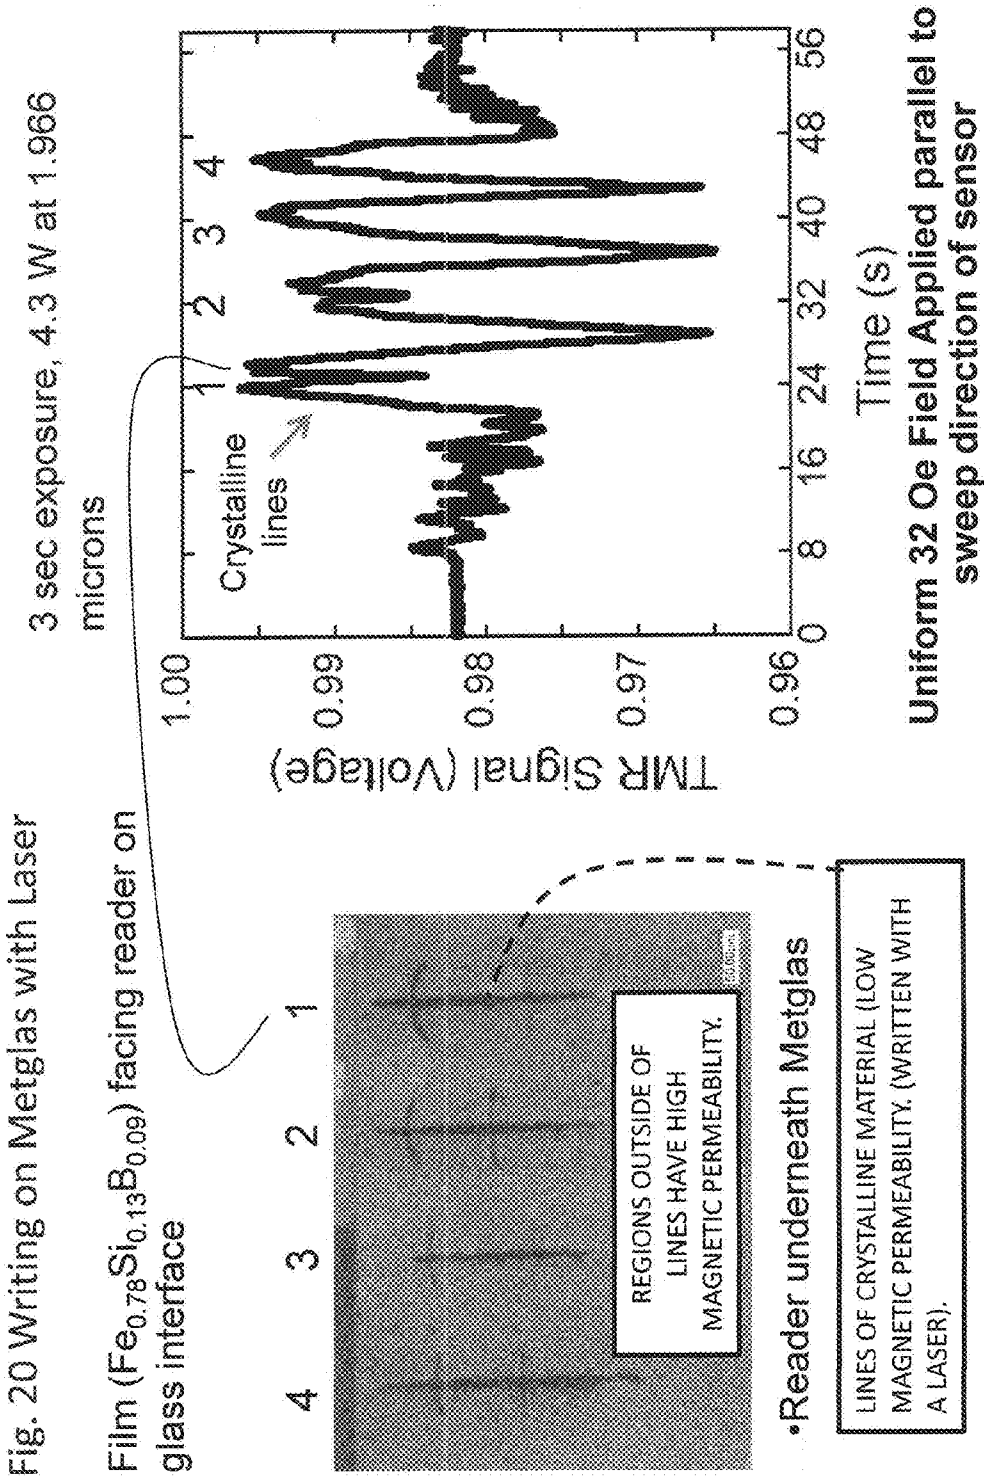 Fig. 20 Writing on Metglas with Laser
Film (Fe0.78Si0.13B0.09) facing reader on
glass interface
4 3 2 1
REGIONS OUTSIDE OF
LINES HAVE HIGH
MAGNETIC PERMEABILITY.
•Reader underneath Metglas
LINES OF CRYSTALLINE MATERIAL (LOW
MAGNETIC PERMEABILITY. (WRITTEN WITH
A LASER).
3 sec exposure, 4.3 W at 1.966
microns
TMR Signal (Voltage)
1.00
0.99
0.98
0.97
0.96
Crystalline
lines
1 2 3 4
0 8 16 24 32 40 48 56
Time (s)
Uniform 32 Oe Field Applied parallel to
sweep direction of sensor